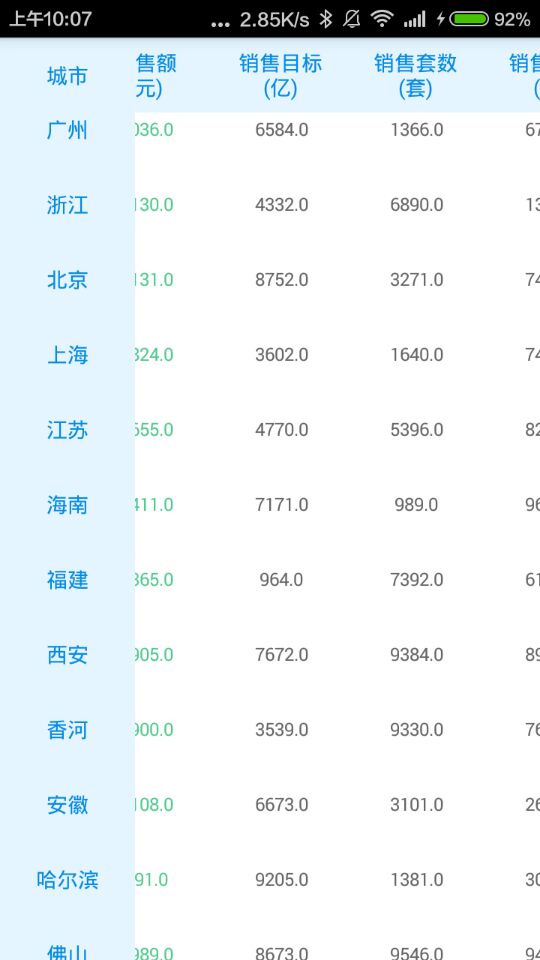 上午10:07 ... 2.85K/s 92%
城市 售额 元) 销售目标 (亿) 销售套数 (套) 销售
广州 036.0 6584.0 1366.0 67
浙江 130.0 4332.0 6890.0 13
北京 131.0 8752.0 3271.0 74
上海 324.0 3602.0 1640.0 74
江苏 555.0 4770.0 5396.0 82
海南 411.0 7171.0 989.0 96
福建 365.0 964.0 7392.0 61
西安 905.0 7672.0 9384.0 89
香河 900.0 3539.0 9330.0 76
安徽 108.0 6673.0 3101.0 26
哈尔滨 91.0 9205.0 1381.0 30
佛山 989.0 8673.0 9546.0 94